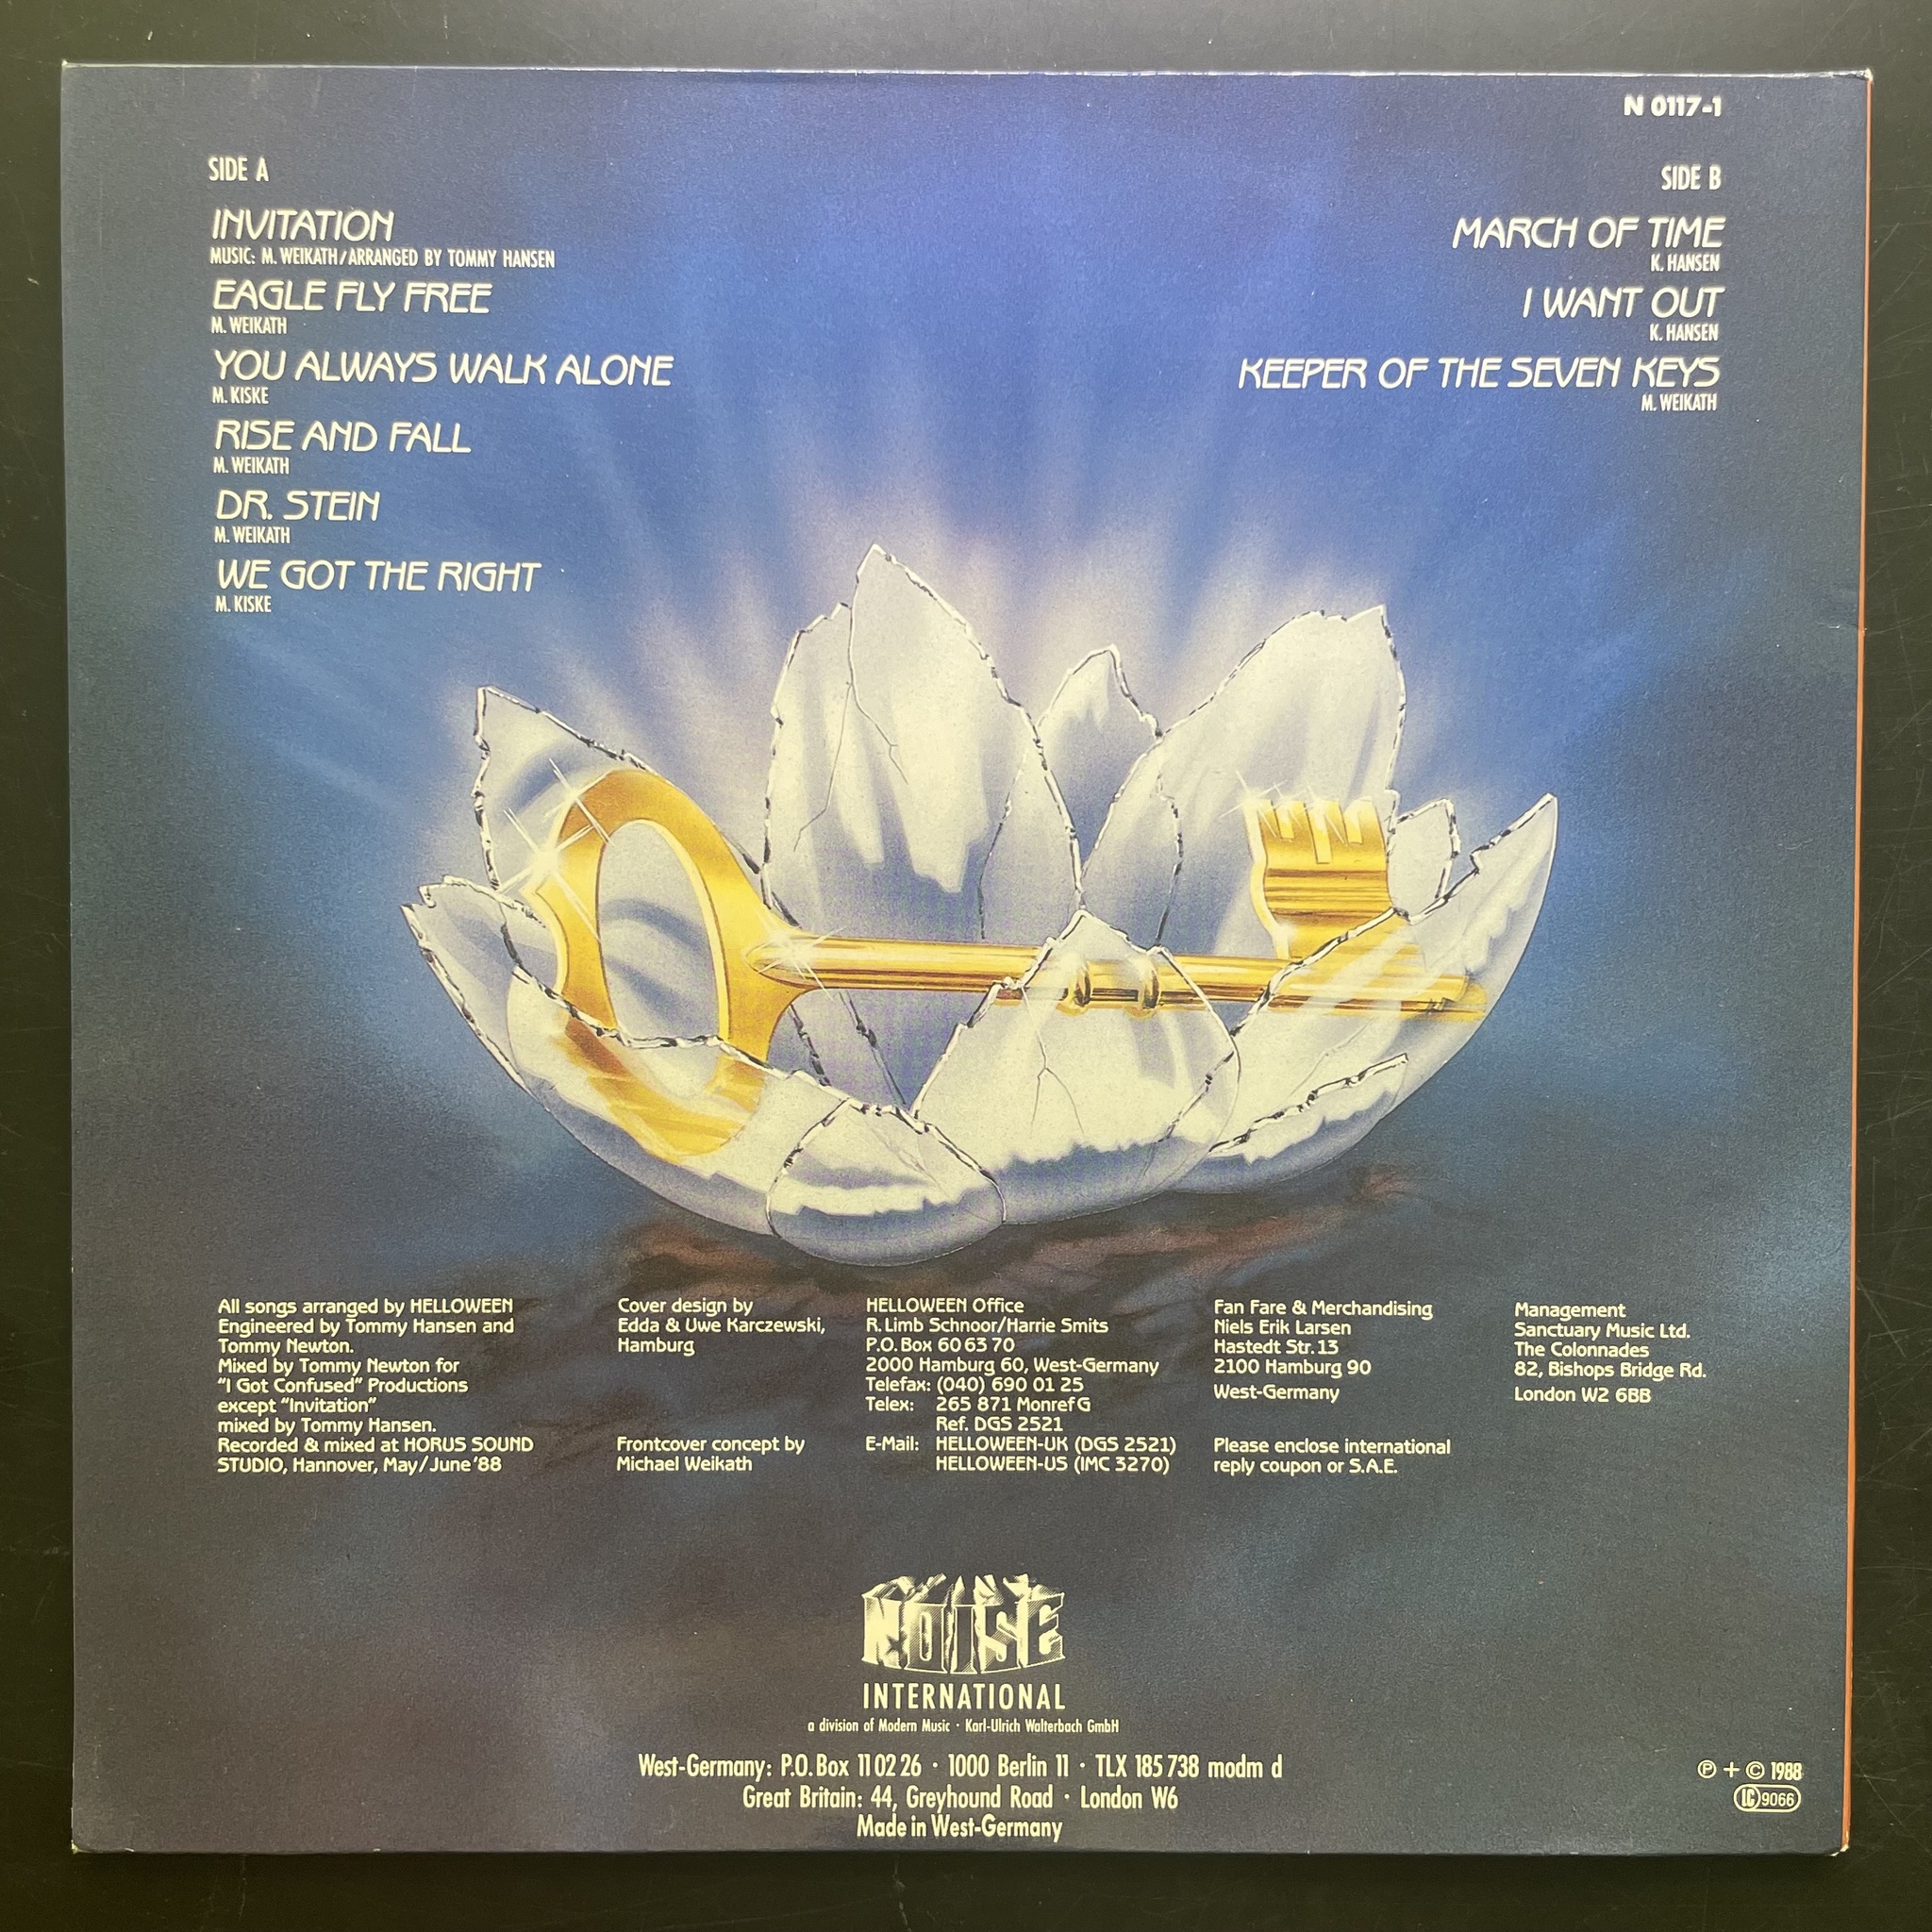 N 0117-1
SIDE A
INVITATION
MUSIC: M. WEIKATH/ARRANGED BY TOMMY HANSEN
EAGLE FLY FREE
M. WEIKATH
YOU ALWAYS WALK ALONE
M. KISKE
RISE AND FALL
M. WEIKATH
DR. STEIN
M. WEIKATH
WE GOT THE RIGHT
M. KISKE
SIDE B
MARCH OF TIME
K. HANSEN
I WANT OUT
K. HANSEN
KEEPER OF THE SEVEN KEYS
M. WEIKATH
All songs arranged by HELLOWEEN
Engineered by Tommy Hansen and
Tommy Newton.
Mixed by Tommy Newton for
“I Got Confused” Productions
except “Invitation”
mixed by Tommy Hansen.
Recorded & mixed at HORUS SOUND
STUDIO, Hannover, May/June '88
Cover design by
Edda & Uwe Karczewski,
Hamburg
Frontcover concept by
Michael Weikath
HELLOWEEN Office
R. Limb Schnoor/Harrie Smits
P.O. Box 60 63 70
2000 Hamburg 60, West-Germany
Telefax: (040) 690 01 25
Telex: 265 871 Monref G
Ref. DGS 2521
E-Mail: HELLOWEEN-UK (DGS 2521)
HELLOWEEN-US (IMC 3270)
Fan Fare & Merchandising
Niels Erik Larsen
Hastedt Str. 13
2100 Hamburg 90
West-Germany
Please enclose international
reply coupon or S.A.E.
Management
Sanctuary Music Ltd.
The Colonnades
82, Bishops Bridge Rd.
London W2 6BB
NOISE
INTERNATIONAL
a division of Modern Music · Karl-Ulrich Walterbach GmbH
West-Germany: P.O. Box 11 02 26 · 1000 Berlin 11 · TLX 185 738 modm d
Great Britain: 44, Greyhound Road · London W6
Made in West-Germany
℗ + © 1988
LC 9066